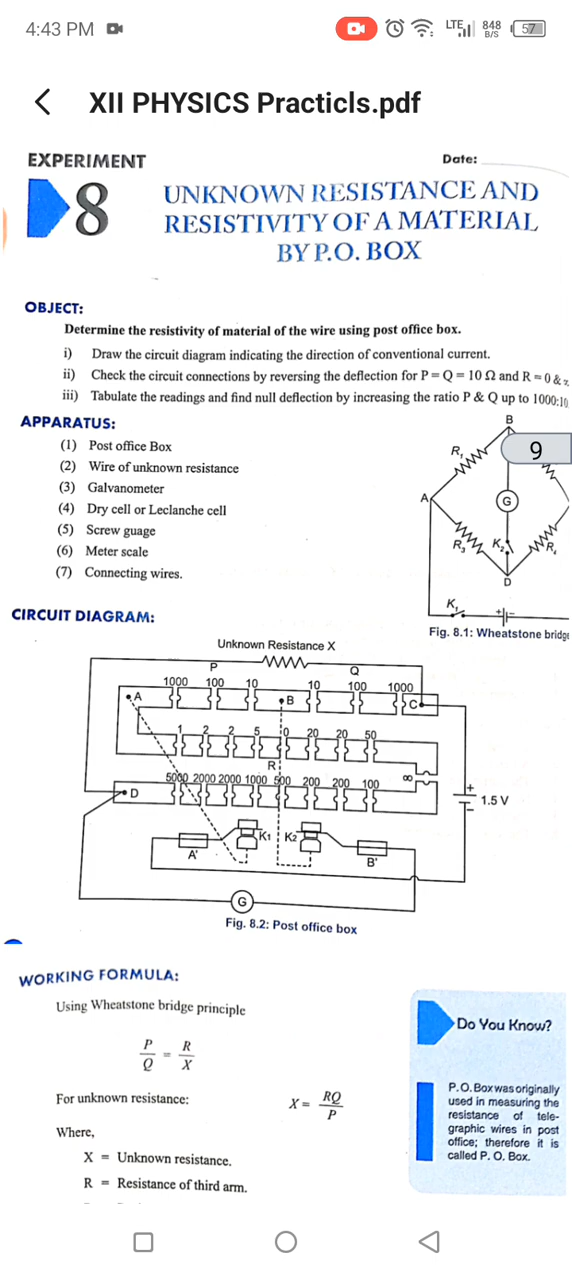 4:43 PM
LTE 848 B/S 57
XII PHYSICS Practicls.pdf
EXPERIMENT
Date:
8
UNKNOWN RESISTANCE AND
RESISTIVITY OF A MATERIAL
BY P.O. BOX
OBJECT:
Determine the resistivity of material of the wire using post office box.
i) Draw the circuit diagram indicating the direction of conventional current.
ii) Check the circuit connections by reversing the deflection for P = Q = 10 Ω and R = 0 &
iii) Tabulate the readings and find null deflection by increasing the ratio P & Q up to 1000:10
APPARATUS:
(1) Post office Box
(2) Wire of unknown resistance
(3) Galvanometer
(4) Dry cell or Leclanche cell
(5) Screw guage
(6) Meter scale
(7) Connecting wires.
B
9
R₁
A
G
R₃
K₂
D
K₁
+
Fig. 8.1: Wheatstone bridge
CIRCUIT DIAGRAM:
Unknown Resistance X
P Q
1000 100 10 10 100 1000
A B C
1 2 2 5 10 20 20 50
R
5000 2000 2000 1000 500 200 200 100 ∞
D
+
1.5 V
K1 K2
A' B'
G
Fig. 8.2: Post office box
WORKING FORMULA:
Using Wheatstone bridge principle
P/Q = R/X
For unknown resistance:
X = RQ/P
Where,
X = Unknown resistance.
R = Resistance of third arm.
Do You Know?
P.O. Box was originally
used in measuring the
resistance of tele-
graphic wires in post
office; therefore it is
called P. O. Box.